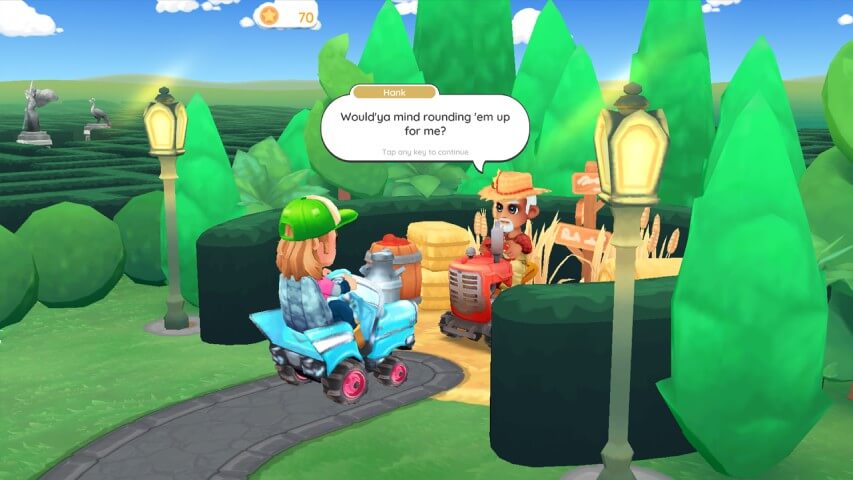 70
Hank
Would'ya mind rounding 'em up
for me?
Tap any key to continue